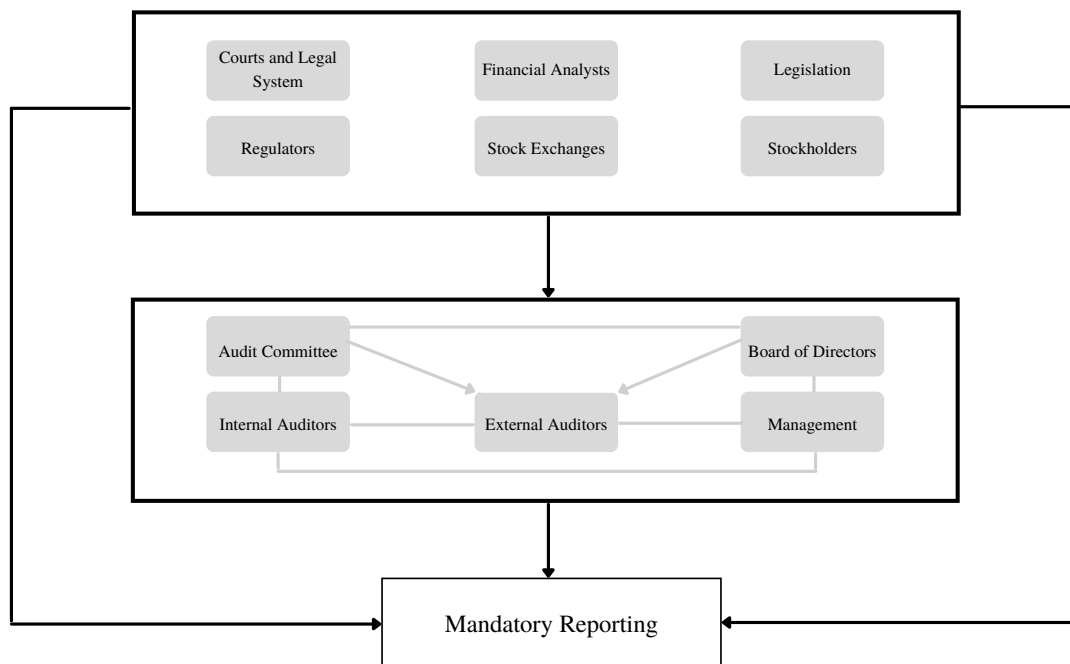 Courts and Legal
System
Financial Analysts
Legislation
Regulators
Stock Exchanges
Stockholders
Audit Committee
Board of Directors
Internal Auditors
External Auditors
Management
Mandatory Reporting